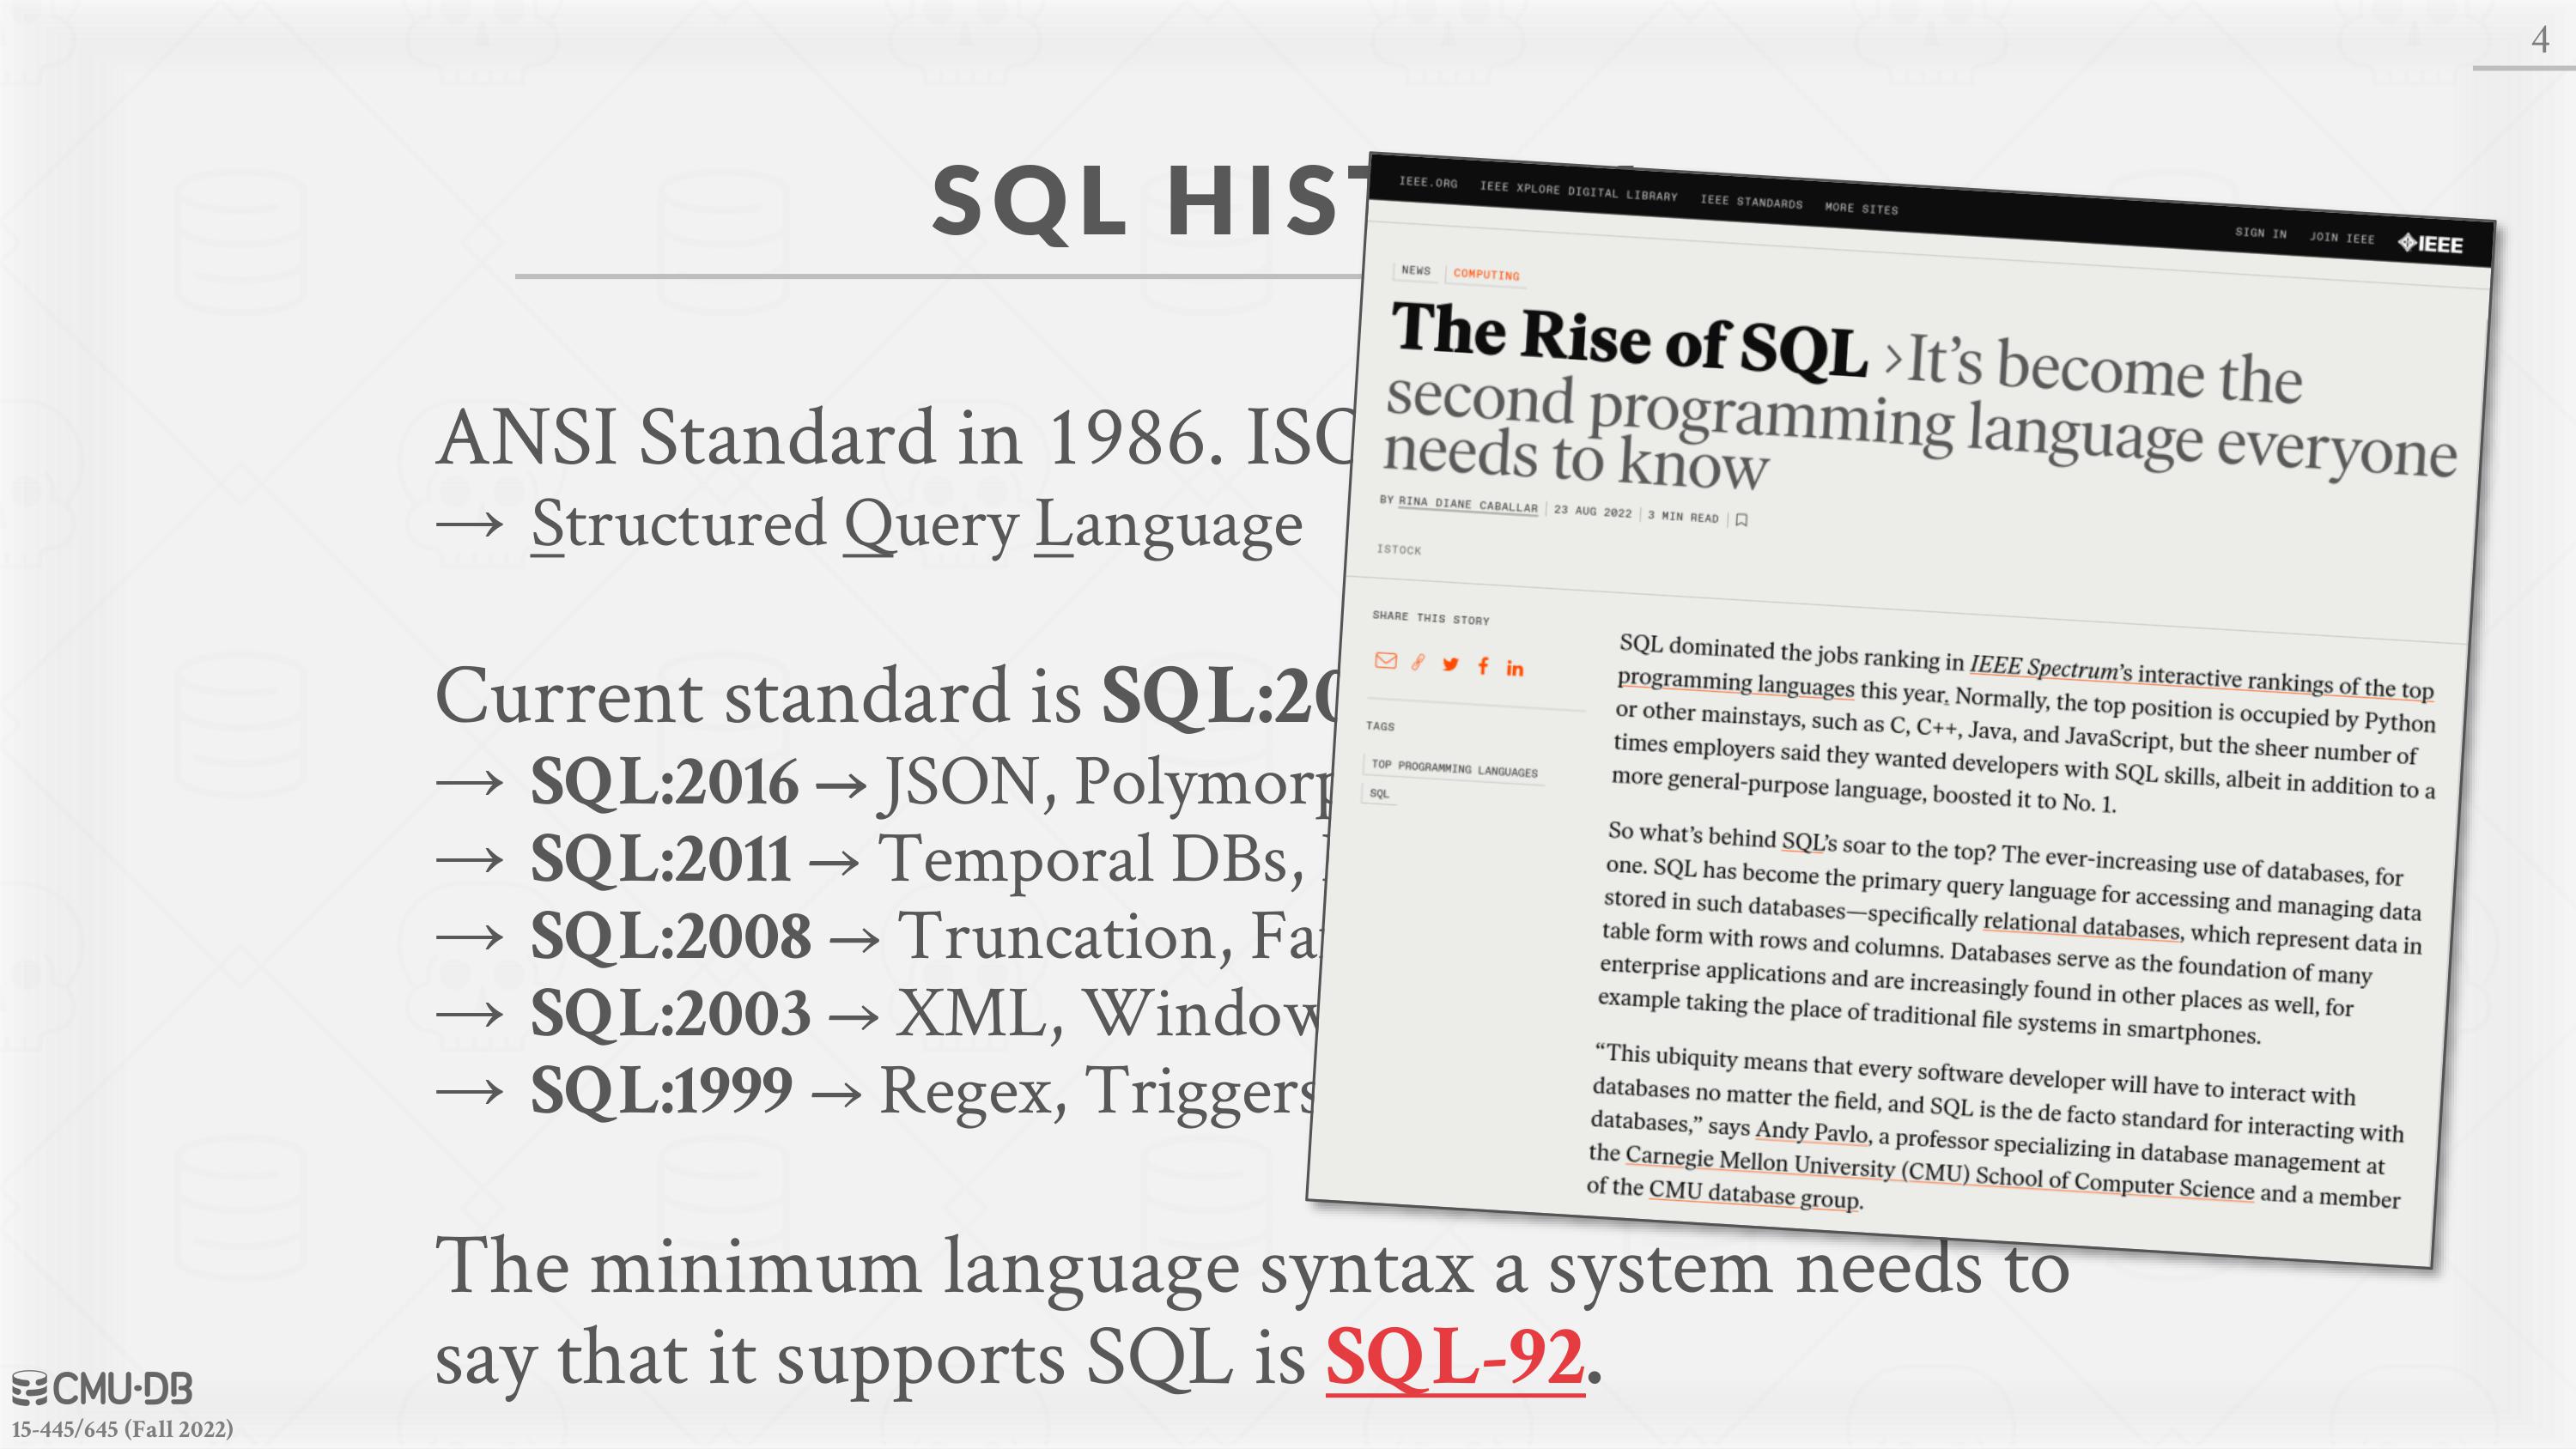 4
SQL HIST
ANSI Standard in 1986. ISO
→ Structured Query Language
Current standard is SQL:20
→ SQL:2016 → JSON, Polymorp
→ SQL:2011 → Temporal DBs,
→ SQL:2008 → Truncation, Fa
→ SQL:2003 → XML, Window
→ SQL:1999 → Regex, Triggers
The minimum language syntax a system needs to
say that it supports SQL is SQL-92.
IEEE.ORG IEEE XPLORE DIGITAL LIBRARY IEEE STANDARDS MORE SITES SIGN IN JOIN IEEE IEEE
NEWS COMPUTING
The Rise of SQL ›It’s become the
second programming language everyone
needs to know
BY RINA DIANE CABALLAR | 23 AUG 2022 | 3 MIN READ |
ISTOCK
SHARE THIS STORY
TAGS
TOP PROGRAMMING LANGUAGES
SQL
SQL dominated the jobs ranking in IEEE Spectrum’s interactive rankings of the top
programming languages this year. Normally, the top position is occupied by Python
or other mainstays, such as C, C++, Java, and JavaScript, but the sheer number of
times employers said they wanted developers with SQL skills, albeit in addition to a
more general-purpose language, boosted it to No. 1.
So what’s behind SQL’s soar to the top? The ever-increasing use of databases, for
one. SQL has become the primary query language for accessing and managing data
stored in such databases—specifically relational databases, which represent data in
table form with rows and columns. Databases serve as the foundation of many
enterprise applications and are increasingly found in other places as well, for
example taking the place of traditional file systems in smartphones.
“This ubiquity means that every software developer will have to interact with
databases no matter the field, and SQL is the de facto standard for interacting with
databases,” says Andy Pavlo, a professor specializing in database management at
the Carnegie Mellon University (CMU) School of Computer Science and a member
of the CMU database group.
CMU·DB
15-445/645 (Fall 2022)